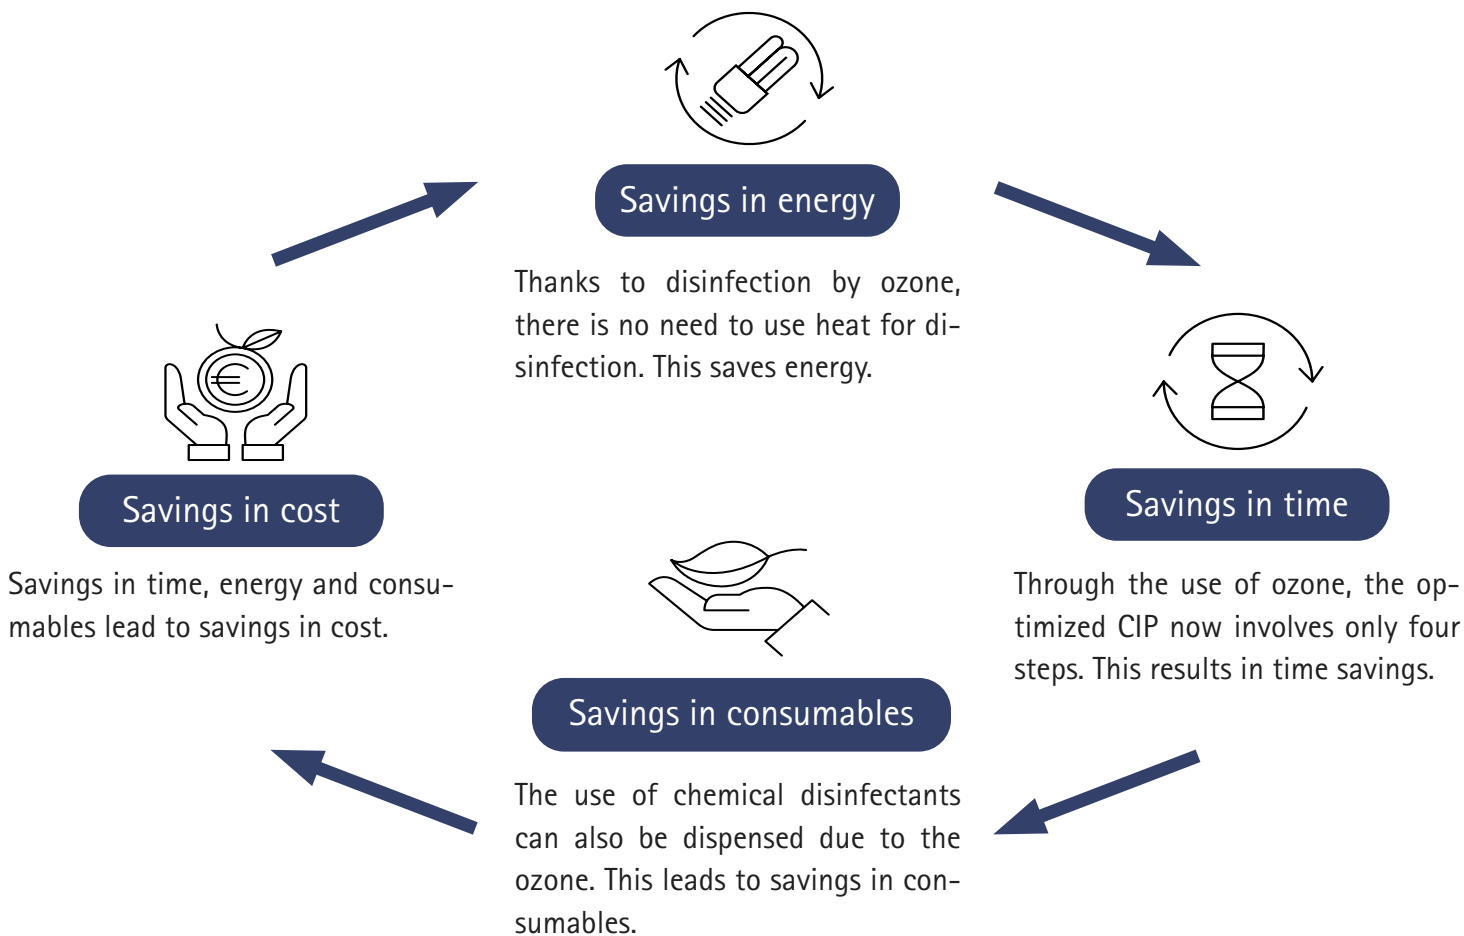 Savings in energy
Thanks to disinfection by ozone,
there is no need to use heat for di-
sinfection. This saves energy.
Savings in time
Through the use of ozone, the op-
timized CIP now involves only four
steps. This results in time savings.
Savings in consumables
The use of chemical disinfectants
can also be dispensed due to the
ozone. This leads to savings in con-
sumables.
Savings in cost
Savings in time, energy and consu-
mables lead to savings in cost.